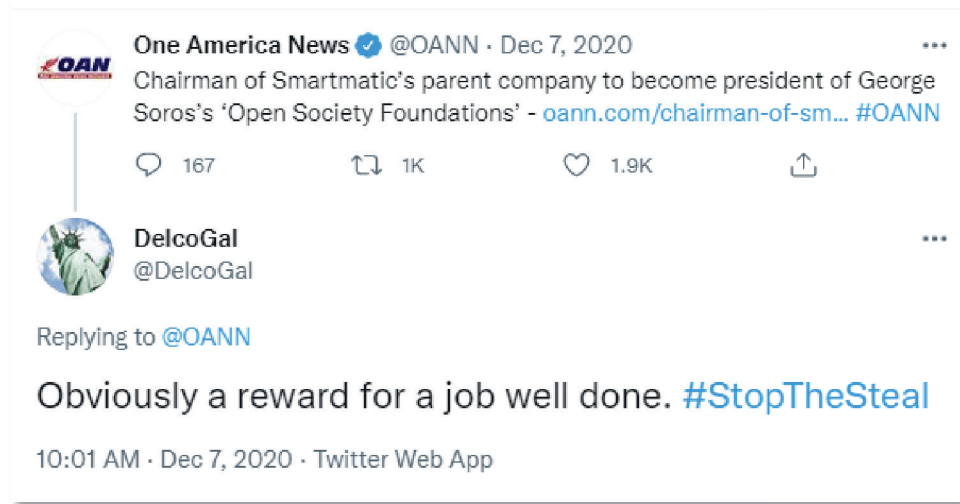 One America News @OANN · Dec 7, 2020
OAN
Chairman of Smartmatic's parent company to become president of George
Soros's ‘Open Society Foundations’ - oann.com/chairman-of-sm... #OANN
167 1K 1.9K
DelcoGal
@DelcoGal
Replying to @OANN
Obviously a reward for a job well done. #StopTheSteal
10:01 AM · Dec 7, 2020 · Twitter Web App